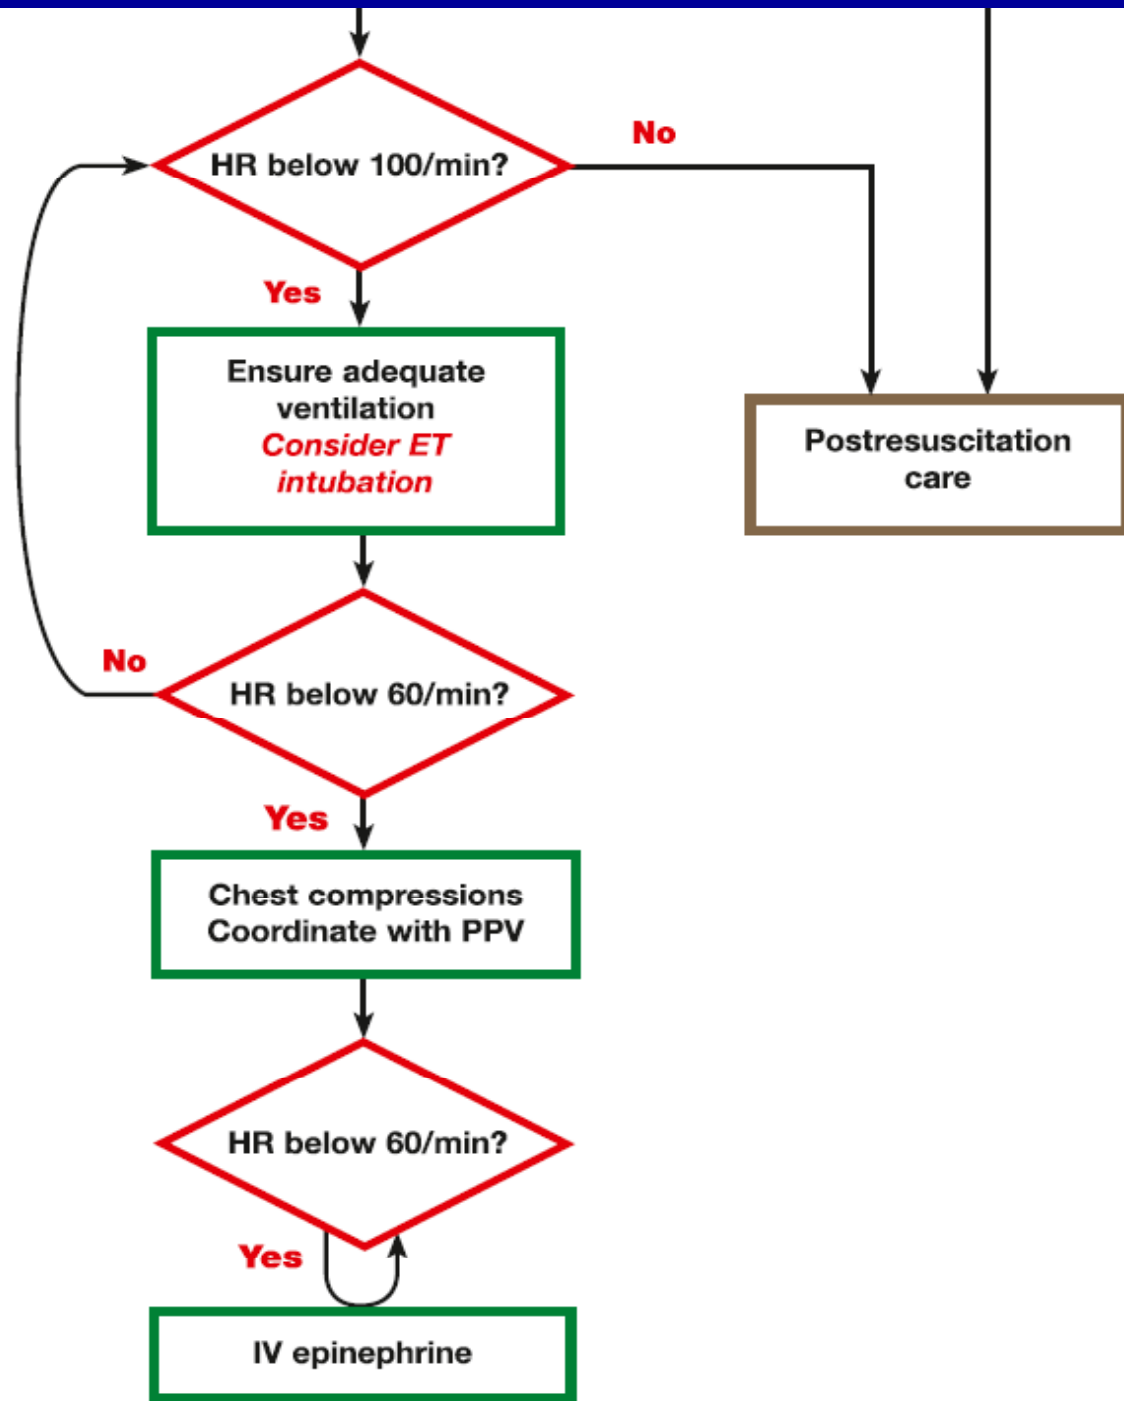 HR below 100/min?
No
Yes
Ensure adequate
ventilation
Consider ET
intubation
Postresuscitation
care
No
HR below 60/min?
Yes
Chest compressions
Coordinate with PPV
HR below 60/min?
Yes
IV epinephrine